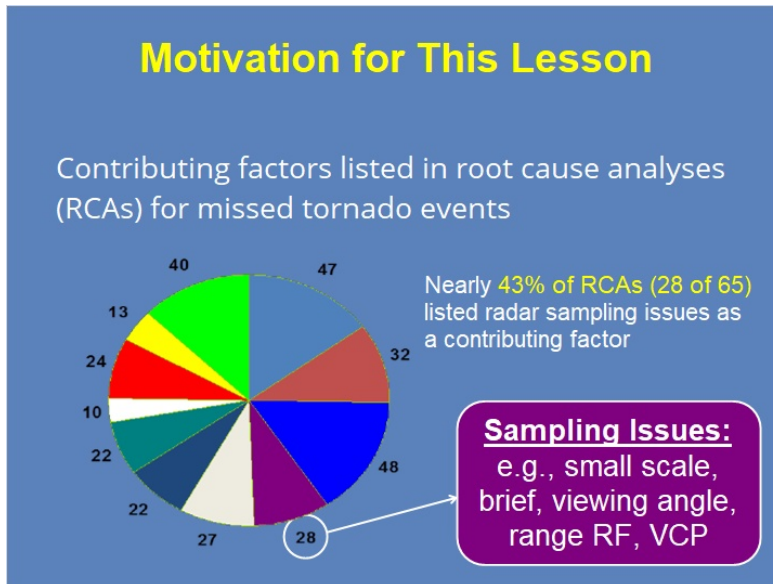 Motivation for This Lesson
Contributing factors listed in root cause analyses
(RCAs) for missed tornado events
40
47
13
32
24
10
48
22
22
27
28
Nearly 43% of RCAs (28 of 65)
listed radar sampling issues as
a contributing factor
Sampling Issues:
e.g., small scale,
brief, viewing angle,
range RF, VCP